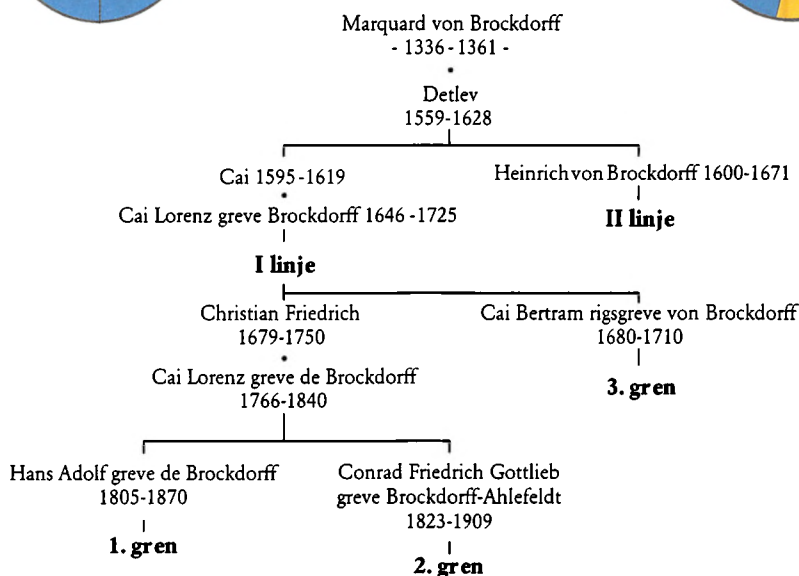 Marquard von Brockdorff
- 1336-1361 -
Detlev
1559-1628
Cai 1595-1619
Heinrich von Brockdorff 1600-1671
Cai Lorenz greve Brockdorff 1646-1725
II linje
I linje
Christian Friedrich
1679-1750
Cai Bertram rigsgreve von Brockdorff
1680-1710
Cai Lorenz greve de Brockdorff
1766-1840
3. gren
Hans Adolf greve de Brockdorff
1805-1870
Conrad Friedrich Gottlieb
greve Brockdorff-Ahlefeldt
1823-1909
1. gren
2. gren